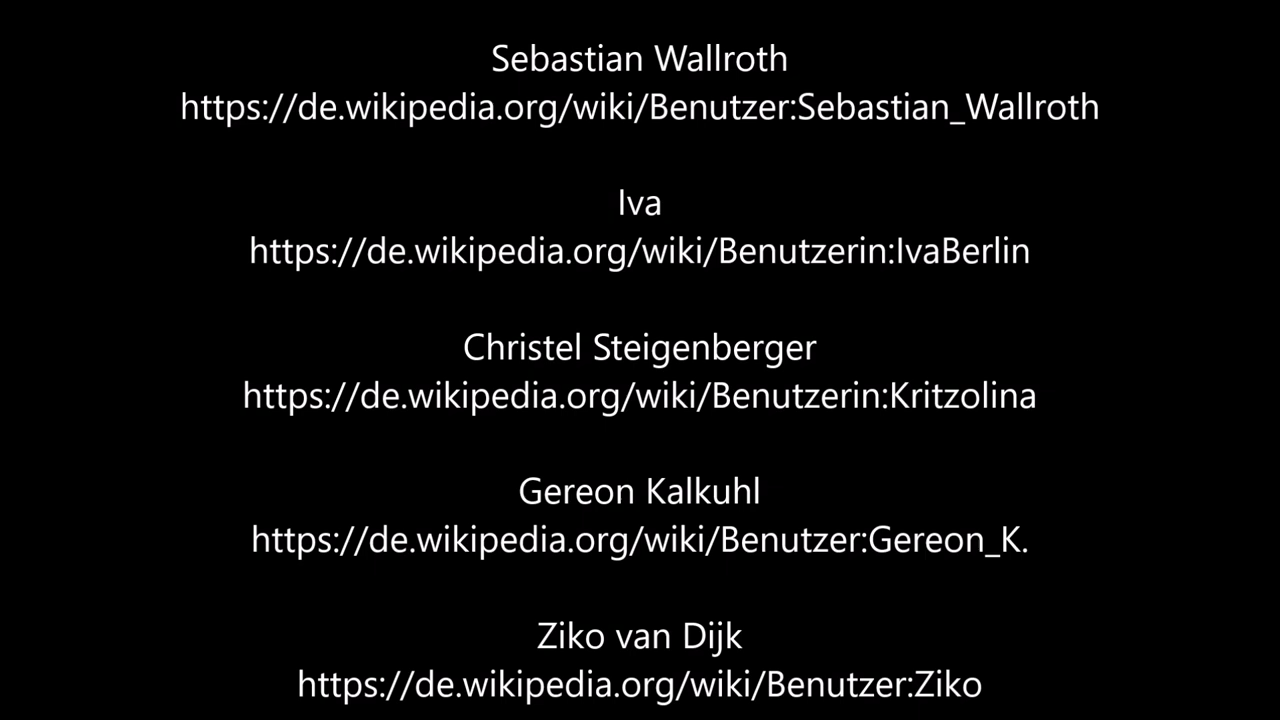 Sebastian Wallroth
https://de.wikipedia.org/wiki/Benutzer:Sebastian_Wallroth
Iva
https://de.wikipedia.org/wiki/Benutzerin:IvaBerlin
Christel Steigenberger
https://de.wikipedia.org/wiki/Benutzerin:Kritzolina
Gereon Kalkuhl
https://de.wikipedia.org/wiki/Benutzer:Gereon_K.
Ziko van Dijk
https://de.wikipedia.org/wiki/Benutzer:Ziko